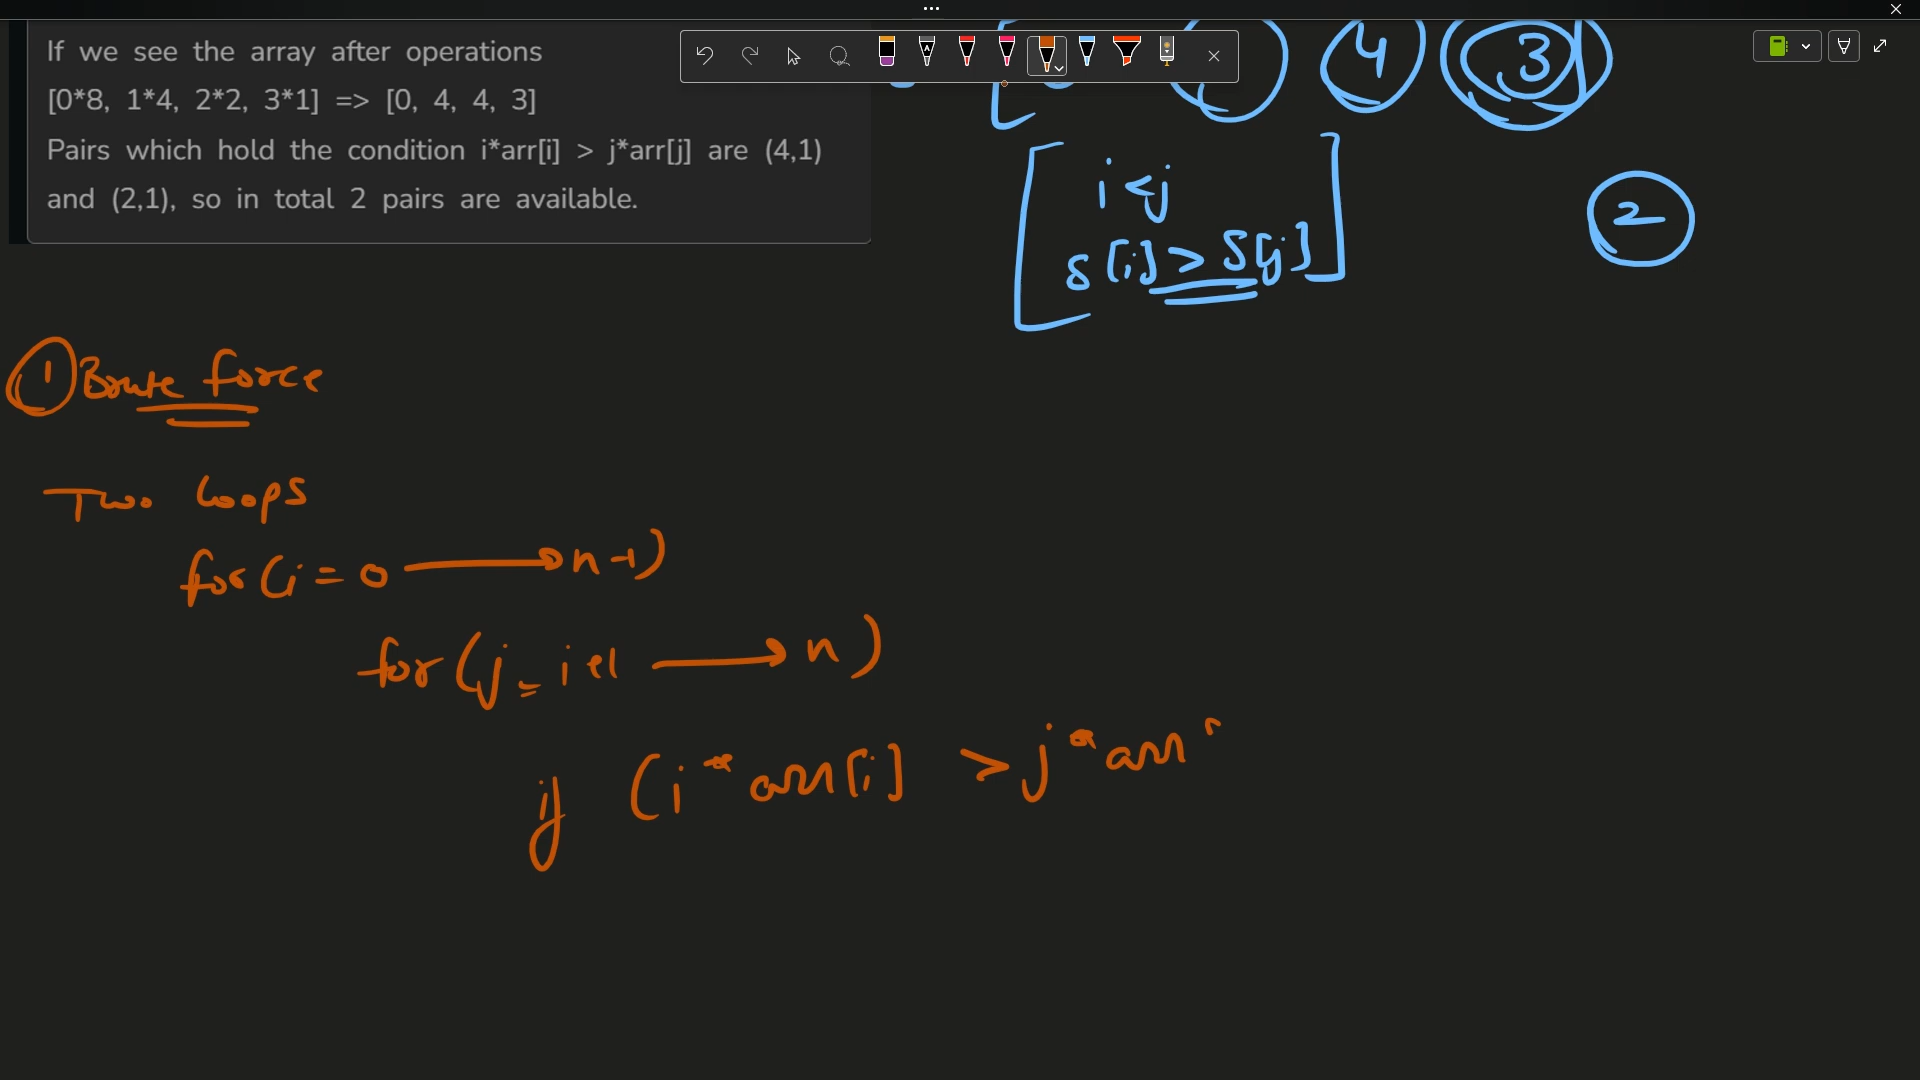 If we see the array after operations
[0*8, 1*4, 2*2, 3*1] => [0, 4, 4, 3]
Pairs which hold the condition i*arr[i] > j*arr[j] are (4,1)
and (2,1), so in total 2 pairs are available.
4 3
i < j
s[i] > S[j]
2
1 Brute force
Two loops
for (i = 0 → n-1)
for (j = i+1 → n)
if (i * arr[i] > j * arr